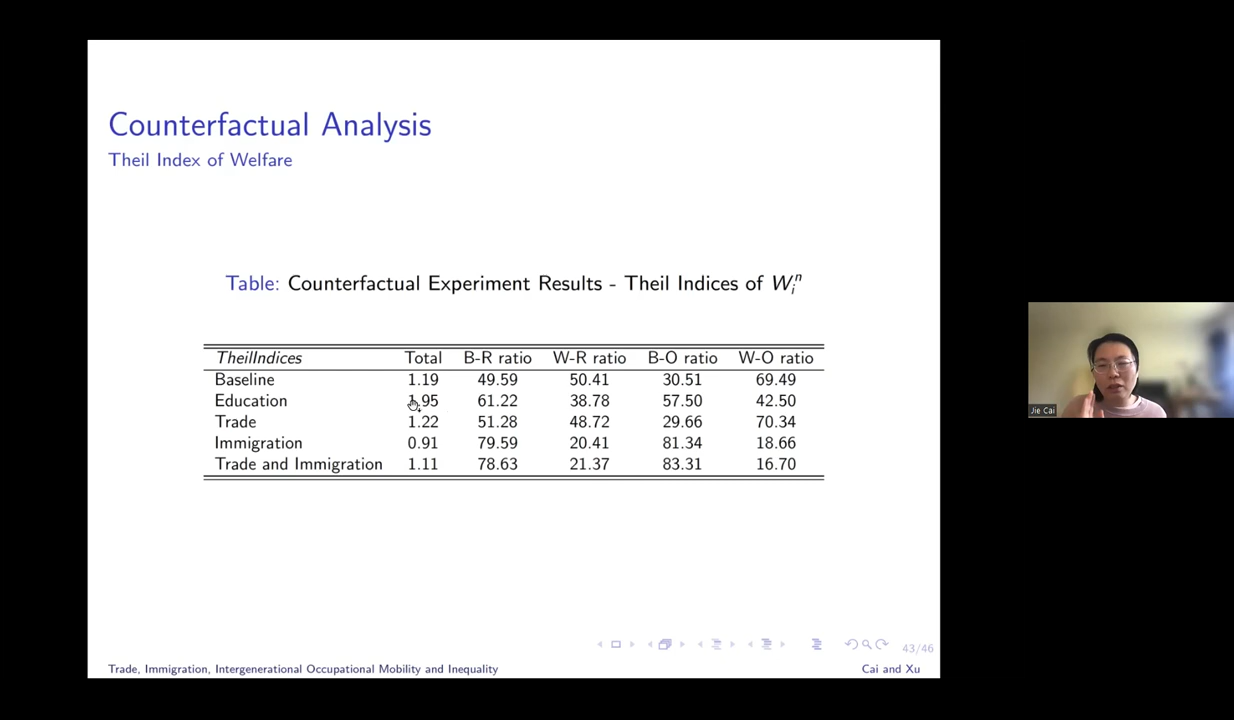 Counterfactual Analysis
Theil Index of Welfare
Table: Counterfactual Experiment Results - Theil Indices of W_i^n
TheilIndices Total B-R ratio W-R ratio B-O ratio W-O ratio
Baseline 1.19 49.59 50.41 30.51 69.49
Education 1.95 61.22 38.78 57.50 42.50
Trade 1.22 51.28 48.72 29.66 70.34
Immigration 0.91 79.59 20.41 81.34 18.66
Trade and Immigration 1.11 78.63 21.37 83.31 16.70
Jie Cai
43/46
Trade, Immigration, Intergenerational Occupational Mobility and Inequality Cai and Xu